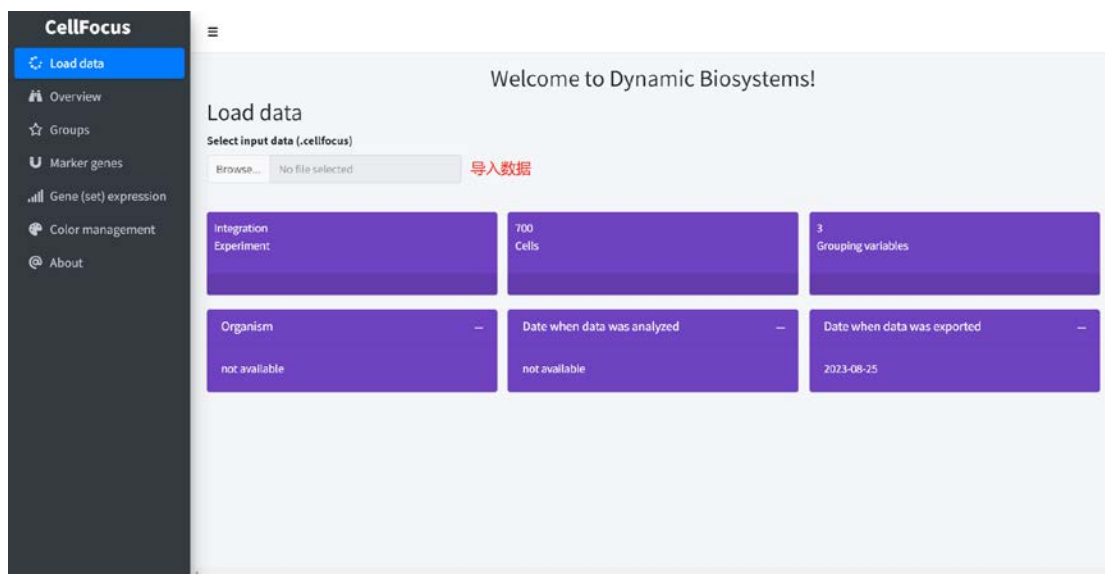 CellFocus
Load data
Overview
Groups
Marker genes
Gene (set) expression
Color management
About
Welcome to Dynamic Biosystems!
Load data
Select input data (.cellfocus)
Browse... No file selected 导入数据
Integration
Experiment
700
Cells
3
Grouping variables
Organism
not available
Date when data was analyzed
not available
Date when data was exported
2023-08-25